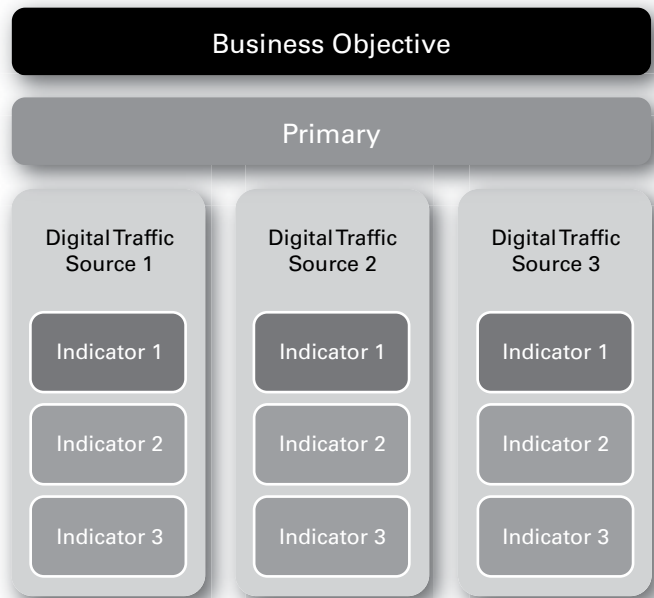 Business Objective
Primary
Digital Traffic
Source 1
Indicator 1
Indicator 2
Indicator 3
Digital Traffic
Source 2
Indicator 1
Indicator 2
Indicator 3
Digital Traffic
Source 3
Indicator 1
Indicator 2
Indicator 3